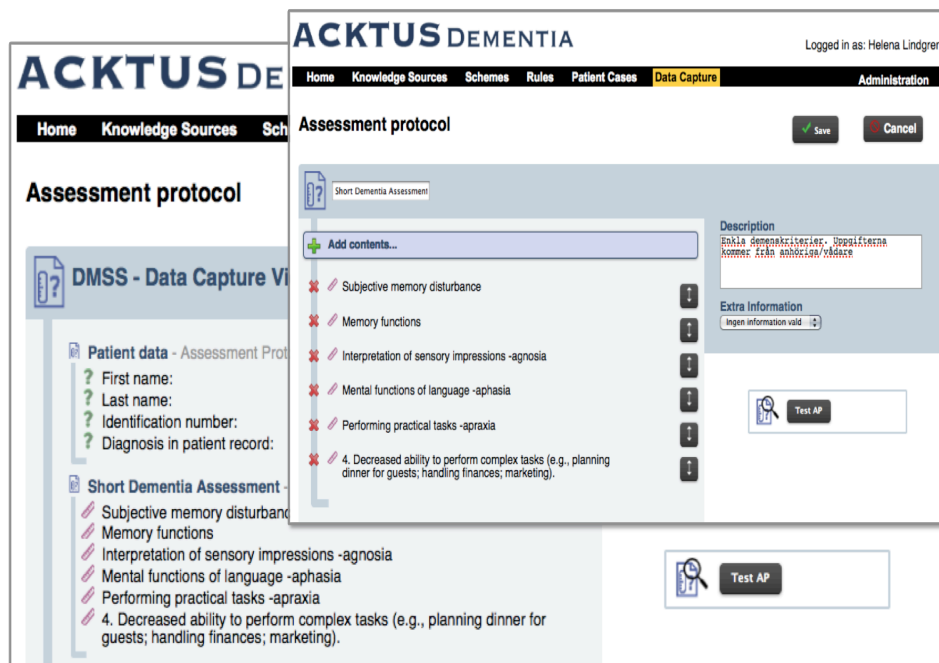 ACKTUS DEMENTIA
Logged in as: Helena Lindgren
Home Knowledge Sources Schemes Rules Patient Cases Data Capture Administration
Assessment protocol
Save
Cancel
Short Dementia Assessment
Add contents...
Subjective memory disturbance
Memory functions
Interpretation of sensory impressions -agnosia
Mental functions of language -aphasia
Performing practical tasks -apraxia
4. Decreased ability to perform complex tasks (e.g., planning
dinner for guests; handling finances; marketing).
Description
Enkla demenskriterier. Uppgifterna
kommer från anhöriga/vådare
Extra Information
Ingen information vald
Test AP
ACKTUS DE
Home Knowledge Sources Sch
Assessment protocol
DMSS - Data Capture Vi
Patient data - Assessment Prot
? First name:
? Last name:
? Identification number:
? Diagnosis in patient record:
Short Dementia Assessment -
Subjective memory disturbanc
Memory functions
Interpretation of sensory impressions -agnosia
Mental functions of language -aphasia
Performing practical tasks -apraxia
4. Decreased ability to perform complex tasks (e.g., planning dinner for
guests; handling finances; marketing).
Test AP